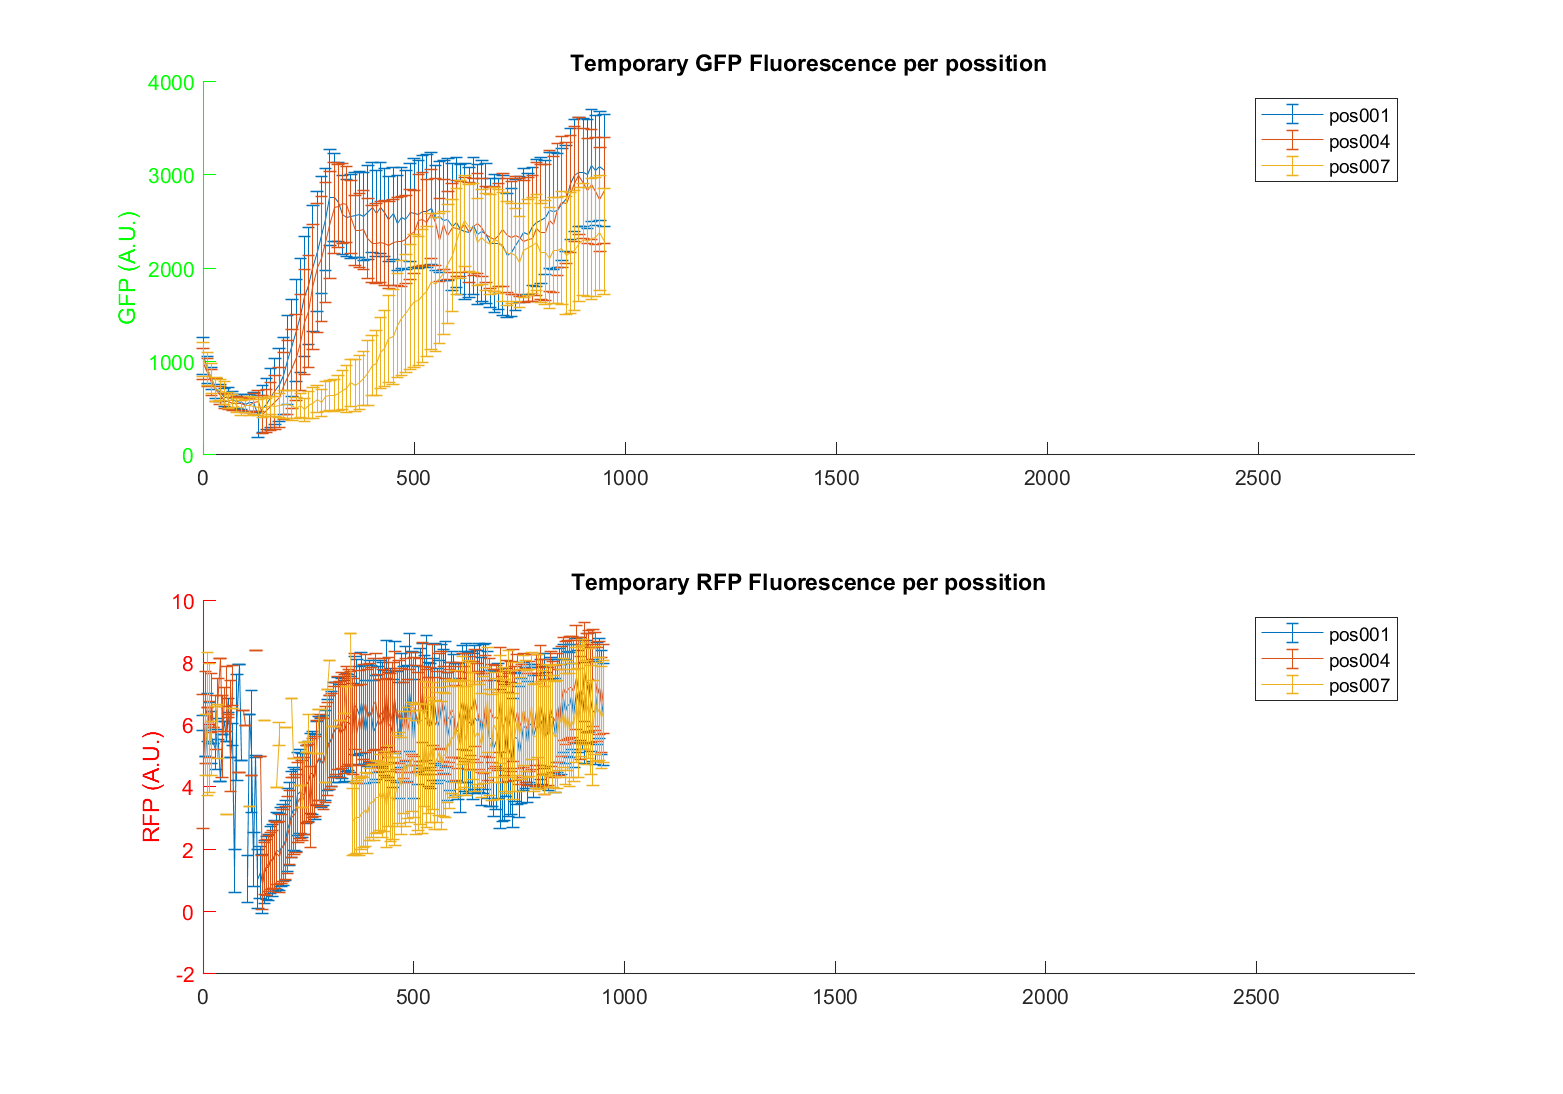 Temporary GFP Fluorescence per possition
4000
3000
2000
1000
0
GFP (A.U.)
0 500 1000 1500 2000 2500
pos001
pos004
pos007
Temporary RFP Fluorescence per possition
10
8
6
4
2
0
-2
RFP (A.U.)
0 500 1000 1500 2000 2500
pos001
pos004
pos007